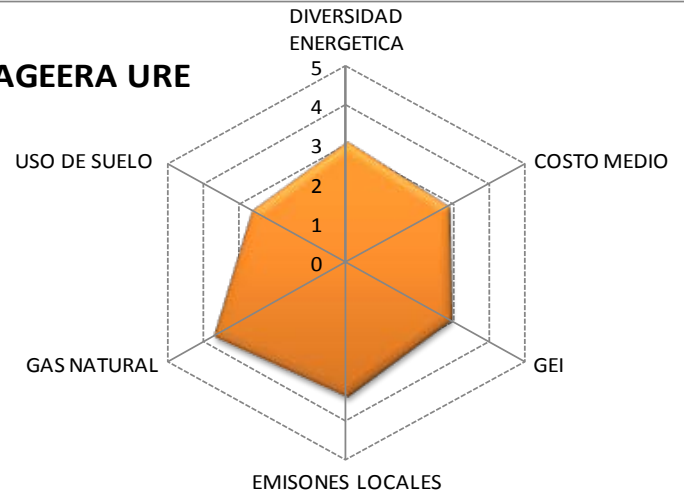 DIVERSIDAD
ENERGETICA
AGEERA URE
5
4
3
2
1
0
USO DE SUELO
COSTO MEDIO
GAS NATURAL
GEI
EMISONES LOCALES